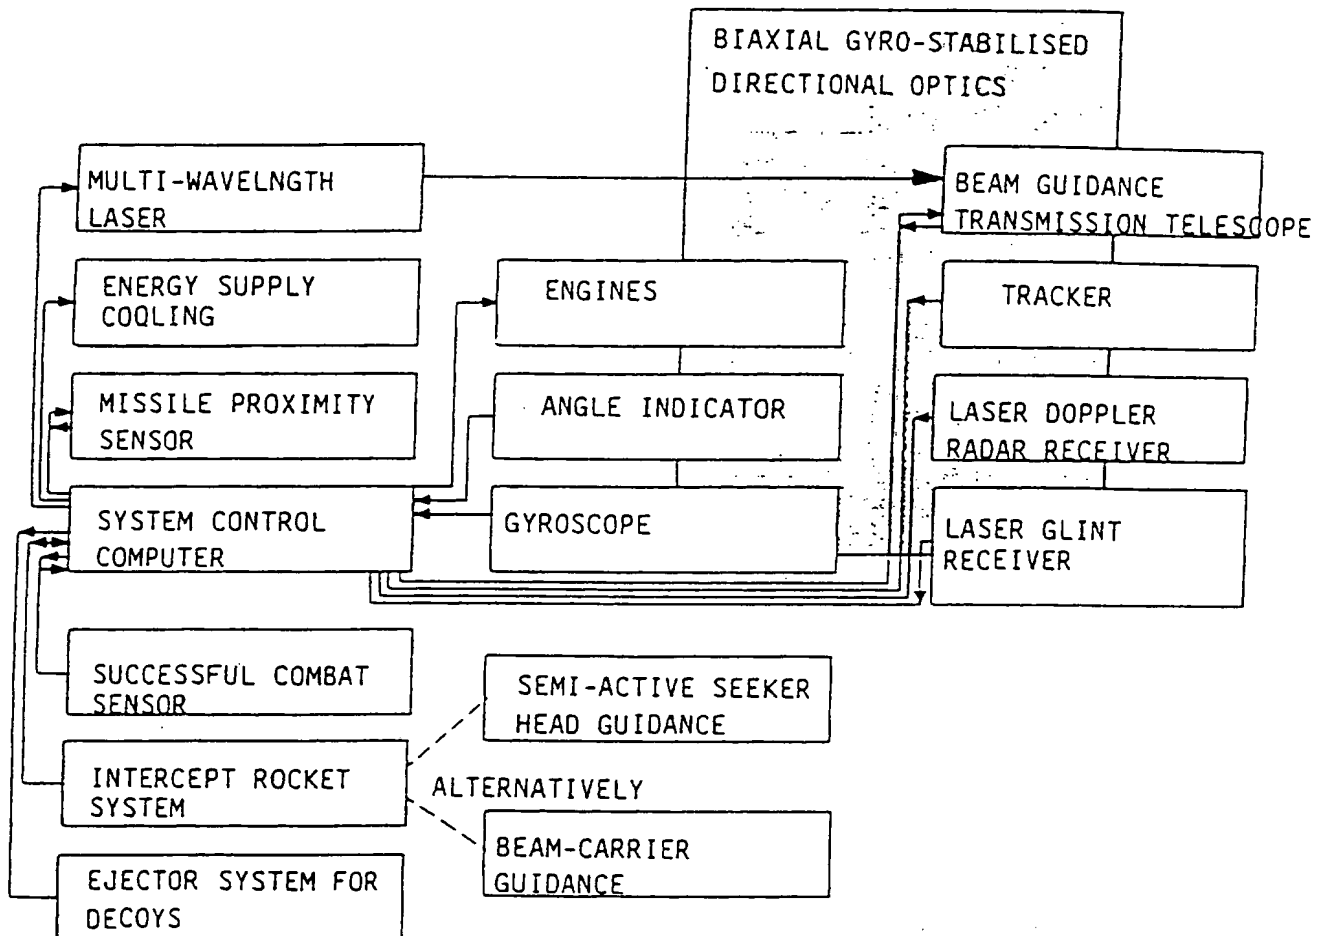 BIAXIAL GYRO-STABILISED
DIRECTIONAL OPTICS
MULTI-WAVELNGTH
LASER
BEAM GUIDANCE
TRANSMISSION TELESCOPE
ENERGY SUPPLY
COOLING
ENGINES
TRACKER
MISSILE PROXIMITY
SENSOR
ANGLE INDICATOR
LASER DOPPLER
RADAR RECEIVER
SYSTEM CONTROL
COMPUTER
GYROSCOPE
LASER GLINT
RECEIVER
SUCCESSFUL COMBAT
SENSOR
SEMI-ACTIVE SEEKER
HEAD GUIDANCE
INTERCEPT ROCKET
SYSTEM
ALTERNATIVELY
BEAM-CARRIER
GUIDANCE
EJECTOR SYSTEM FOR
DECOYS